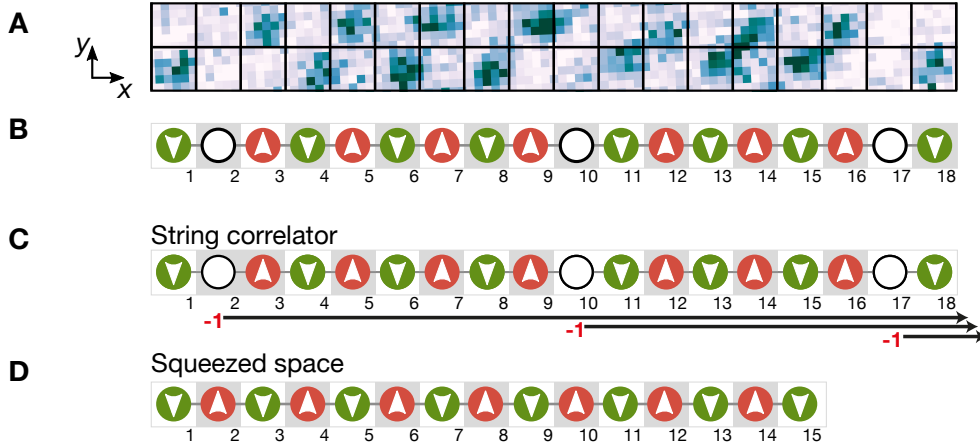 A
y
x
B
1 2 3 4 5 6 7 8 9 10 11 12 13 14 15 16 17 18
C
String correlator
1 2 3 4 5 6 7 8 9 10 11 12 13 14 15 16 17 18
-1 -1 -1
D
Squeezed space
1 2 3 4 5 6 7 8 9 10 11 12 13 14 15